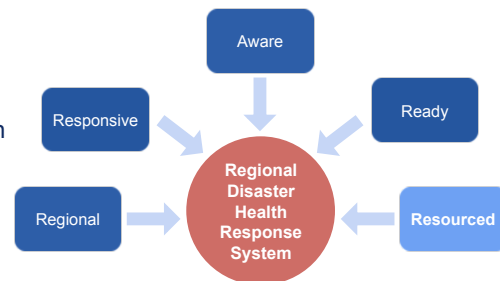 Aware
Responsive
Ready
Regional
Disaster
Health
Response
System
Regional
Resourced